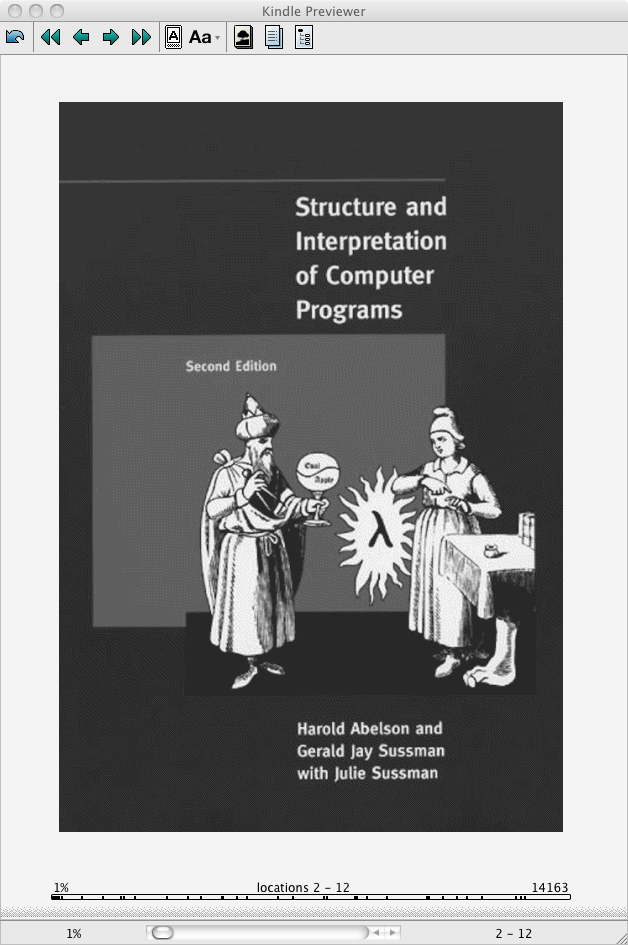 Kindle Previewer
A Aa
Structure and
Interpretation
of Computer
Programs
Second Edition
Eval
Apply
λ
Harold Abelson and
Gerald Jay Sussman
with Julie Sussman
1% locations 2 – 12 14163
1% 2 – 12